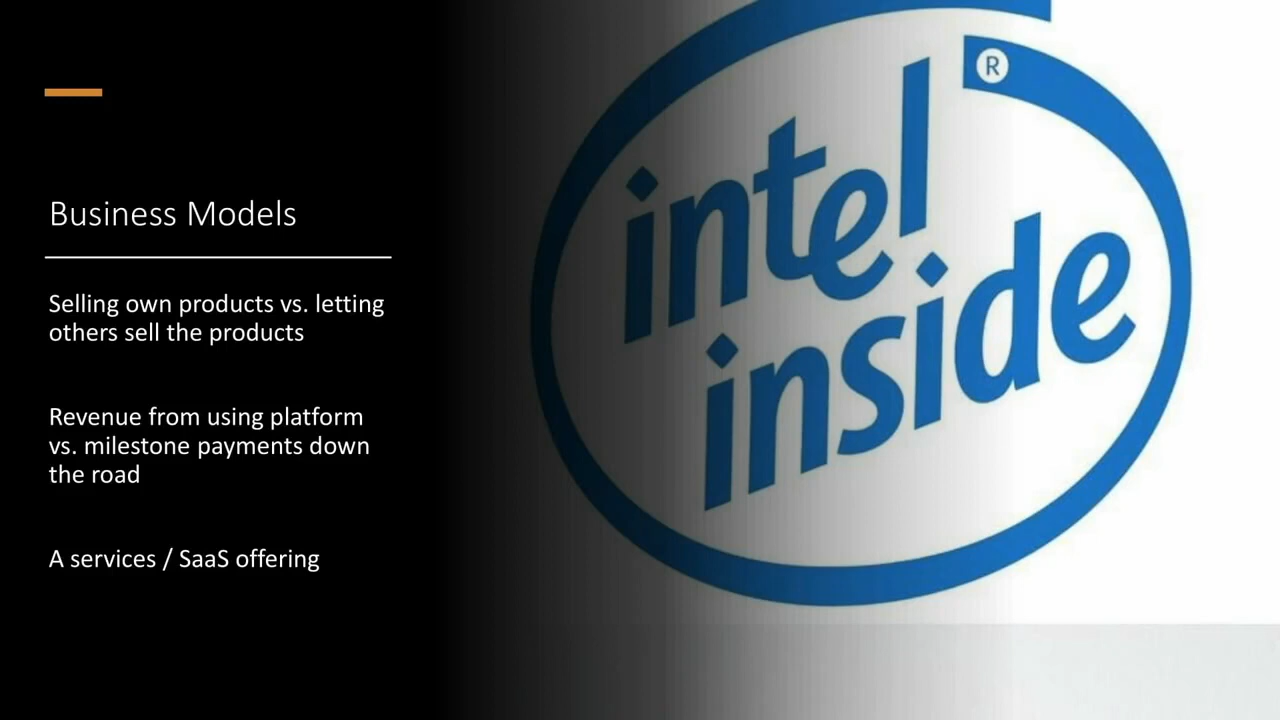 Business Models
Selling own products vs. letting
others sell the products
Revenue from using platform
vs. milestone payments down
the road
A services / SaaS offering
intel
inside
®